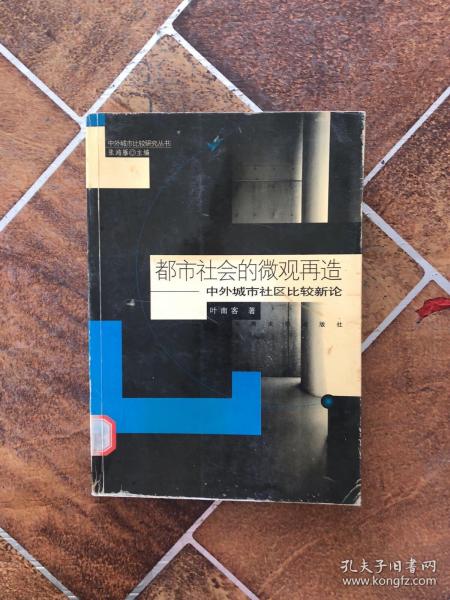 中外城市比较研究丛书
张鸿雁◎主编
都市社会的微观再造
——中外城市社区比较新论
叶南客 著
版社
孔夫子旧书网
www.kongfz.com